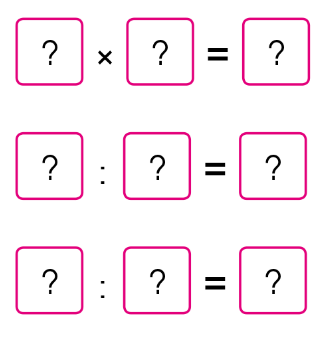 ? × ? = ?
? : ? = ?
? : ? = ?